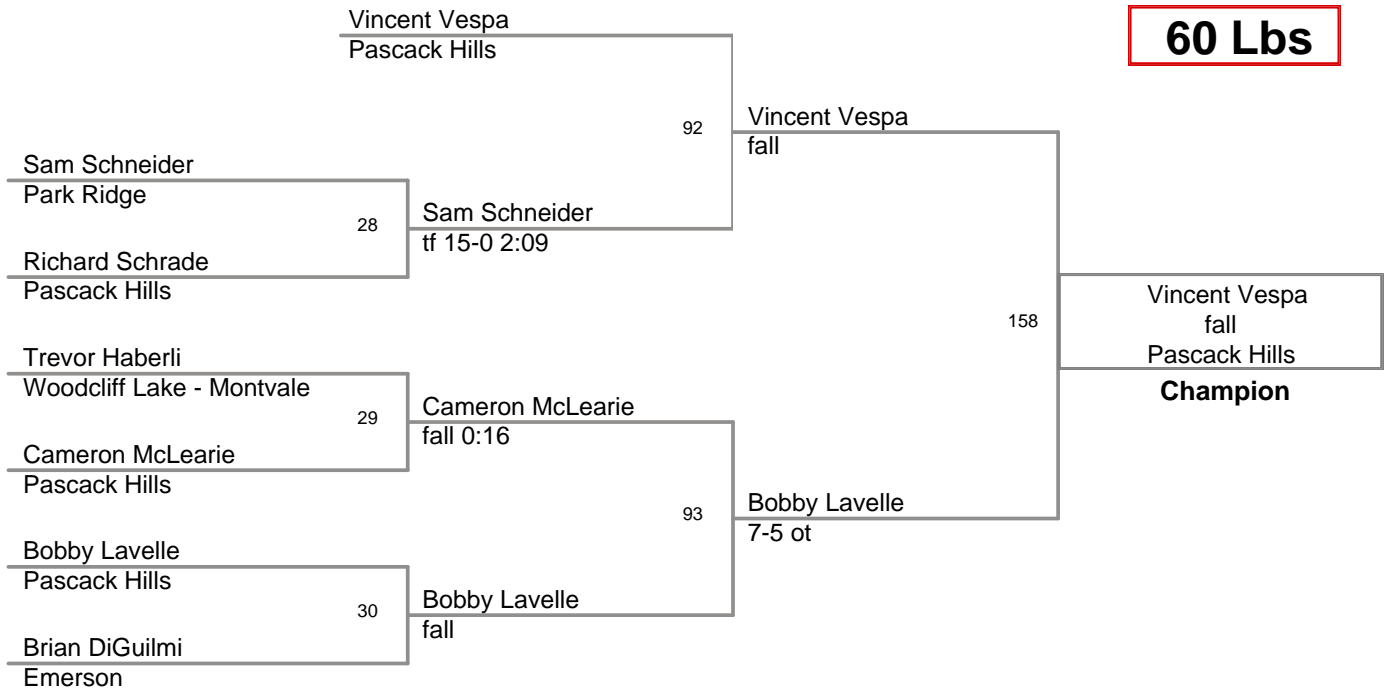 Vincent Vespa
Pascack Hills
60 Lbs
92
Vincent Vespa
fall
Sam Schneider
Park Ridge
28
Sam Schneider
tf 15-0 2:09
Richard Schrade
Pascack Hills
158
Vincent Vespa
fall
Pascack Hills
Champion
Trevor Haberli
Woodcliff Lake - Montvale
29
Cameron McLearie
fall 0:16
Cameron McLearie
Pascack Hills
93
Bobby Lavelle
7-5 ot
Bobby Lavelle
Pascack Hills
30
Bobby Lavelle
fall
Brian DiGuilmi
Emerson